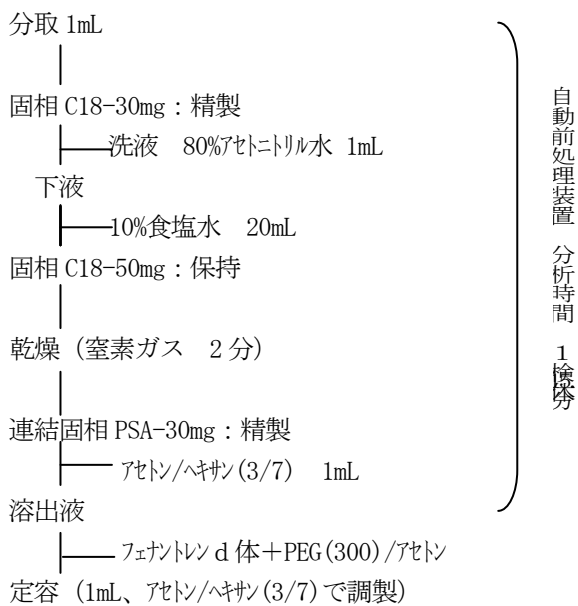 分取 1mL
固相 C18-30mg：精製
洗液　80%ｱｾﾄﾆﾄﾘﾙ水 1mL
下液
10%食塩水　20mL
固相 C18-50mg：保持
乾燥（窒素ガス　2 分）
連結固相 PSA-30mg：精製
ｱｾﾄﾝ/ﾍｷｻﾝ(3/7)　1mL
溶出液
ﾌｪﾅﾝﾄﾚﾝｄ体＋PEG(300)/ｱｾﾄﾝ
定容（1mL、ｱｾﾄﾝ/ﾍｷｻﾝ(3/7)で調製）
自動前処理装置　分析時間　１検体分